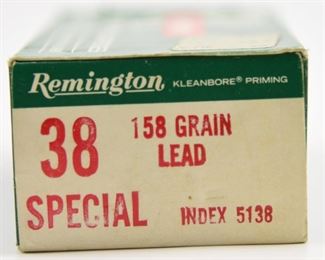 Remington KLEANBORE® PRIMING
38 158 GRAIN
LEAD
SPECIAL INDEX 5138